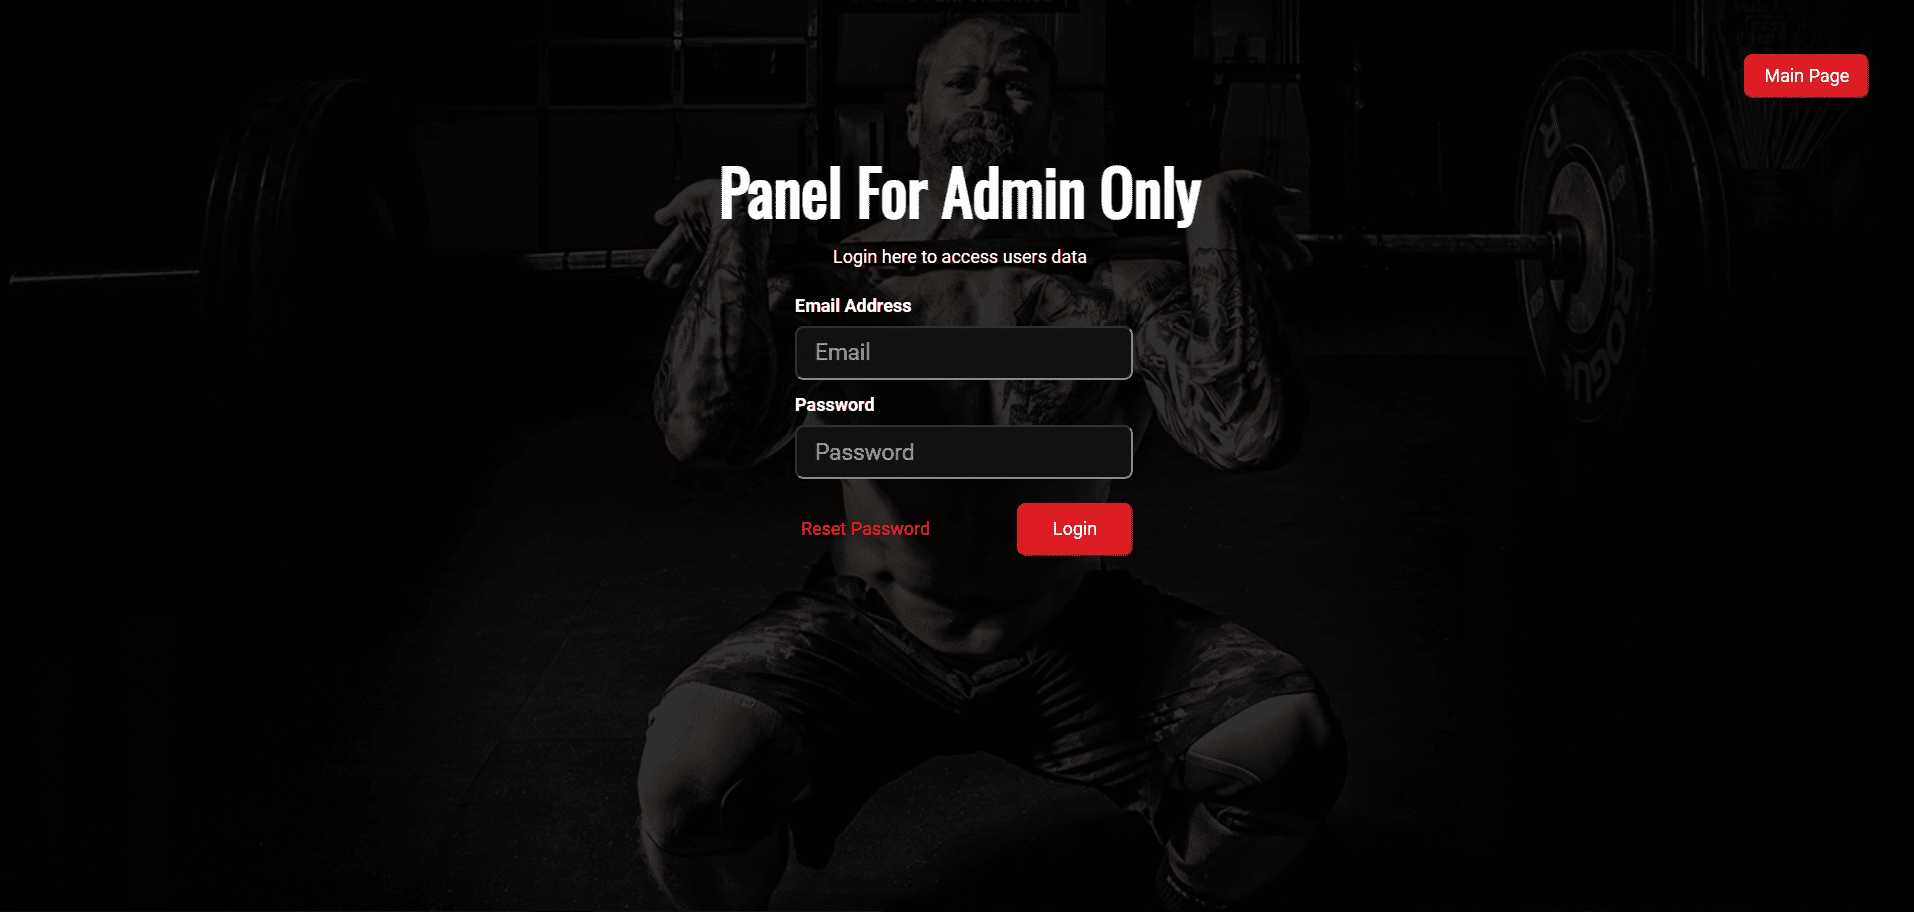 Main Page
Panel For Admin Only
Login here to access users data
Email Address
Email
Password
Password
Reset Password
Login
R
ROGUE